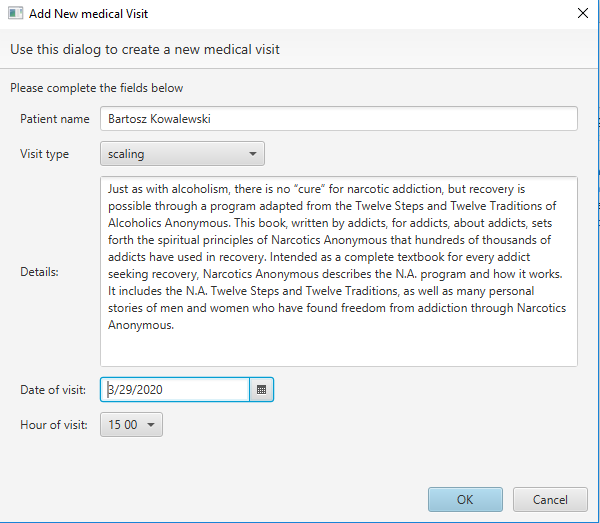 Add New medical Visit
Use this dialog to create a new medical visit
Please complete the fields below
Patient name Bartosz Kowalewski
Visit type scaling
Details:
Just as with alcoholism, there is no “cure” for narcotic addiction, but recovery is
possible through a program adapted from the Twelve Steps and Twelve Traditions of
Alcoholics Anonymous. This book, written by addicts, for addicts, about addicts, sets
forth the spiritual principles of Narcotics Anonymous that hundreds of thousands of
addicts have used in recovery. Intended as a complete textbook for every addict
seeking recovery, Narcotics Anonymous describes the N.A. program and how it works.
It includes the N.A. Twelve Steps and Twelve Traditions, as well as many personal
stories of men and women who have found freedom from addiction through Narcotics
Anonymous.
Date of visit: 3/29/2020
Hour of visit: 15 00
OK Cancel